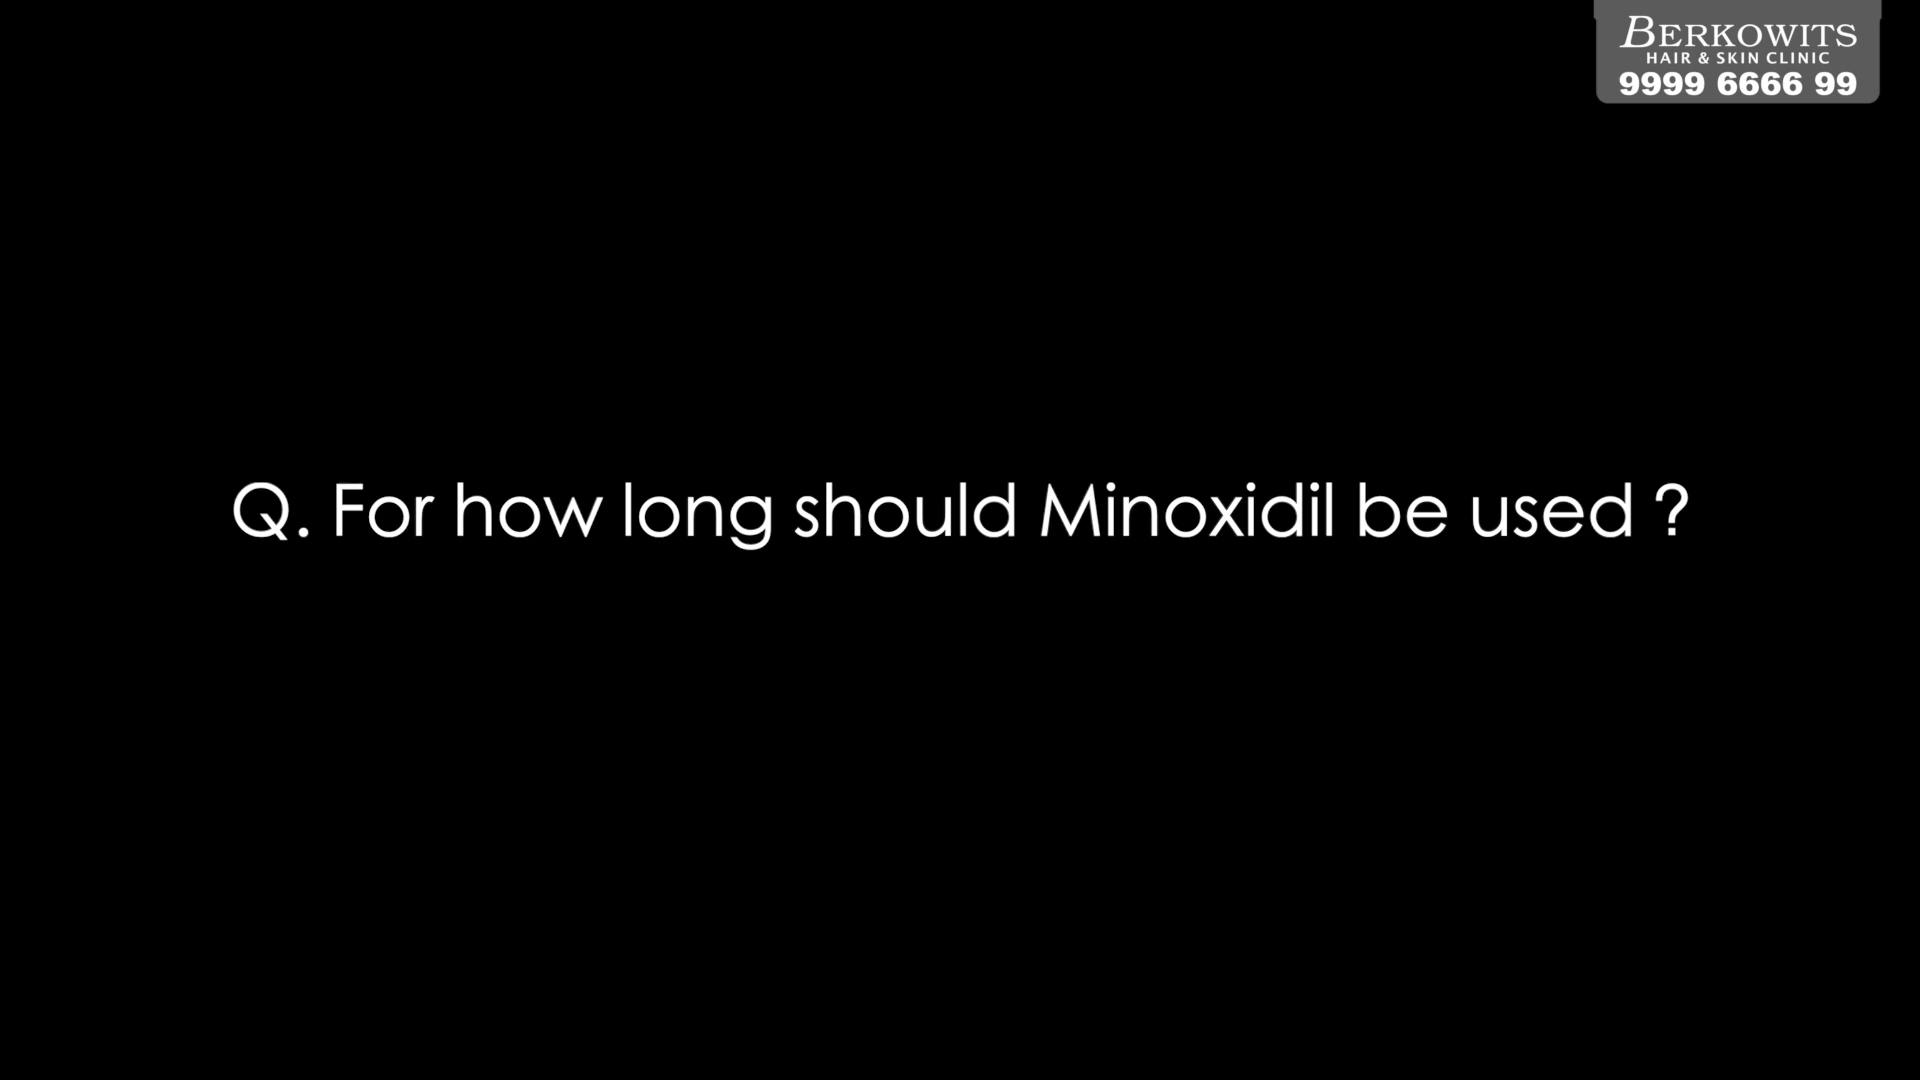 BERKOWITS
HAIR & SKIN CLINIC
9999 6666 99
Q. For how long should Minoxidil be used ?